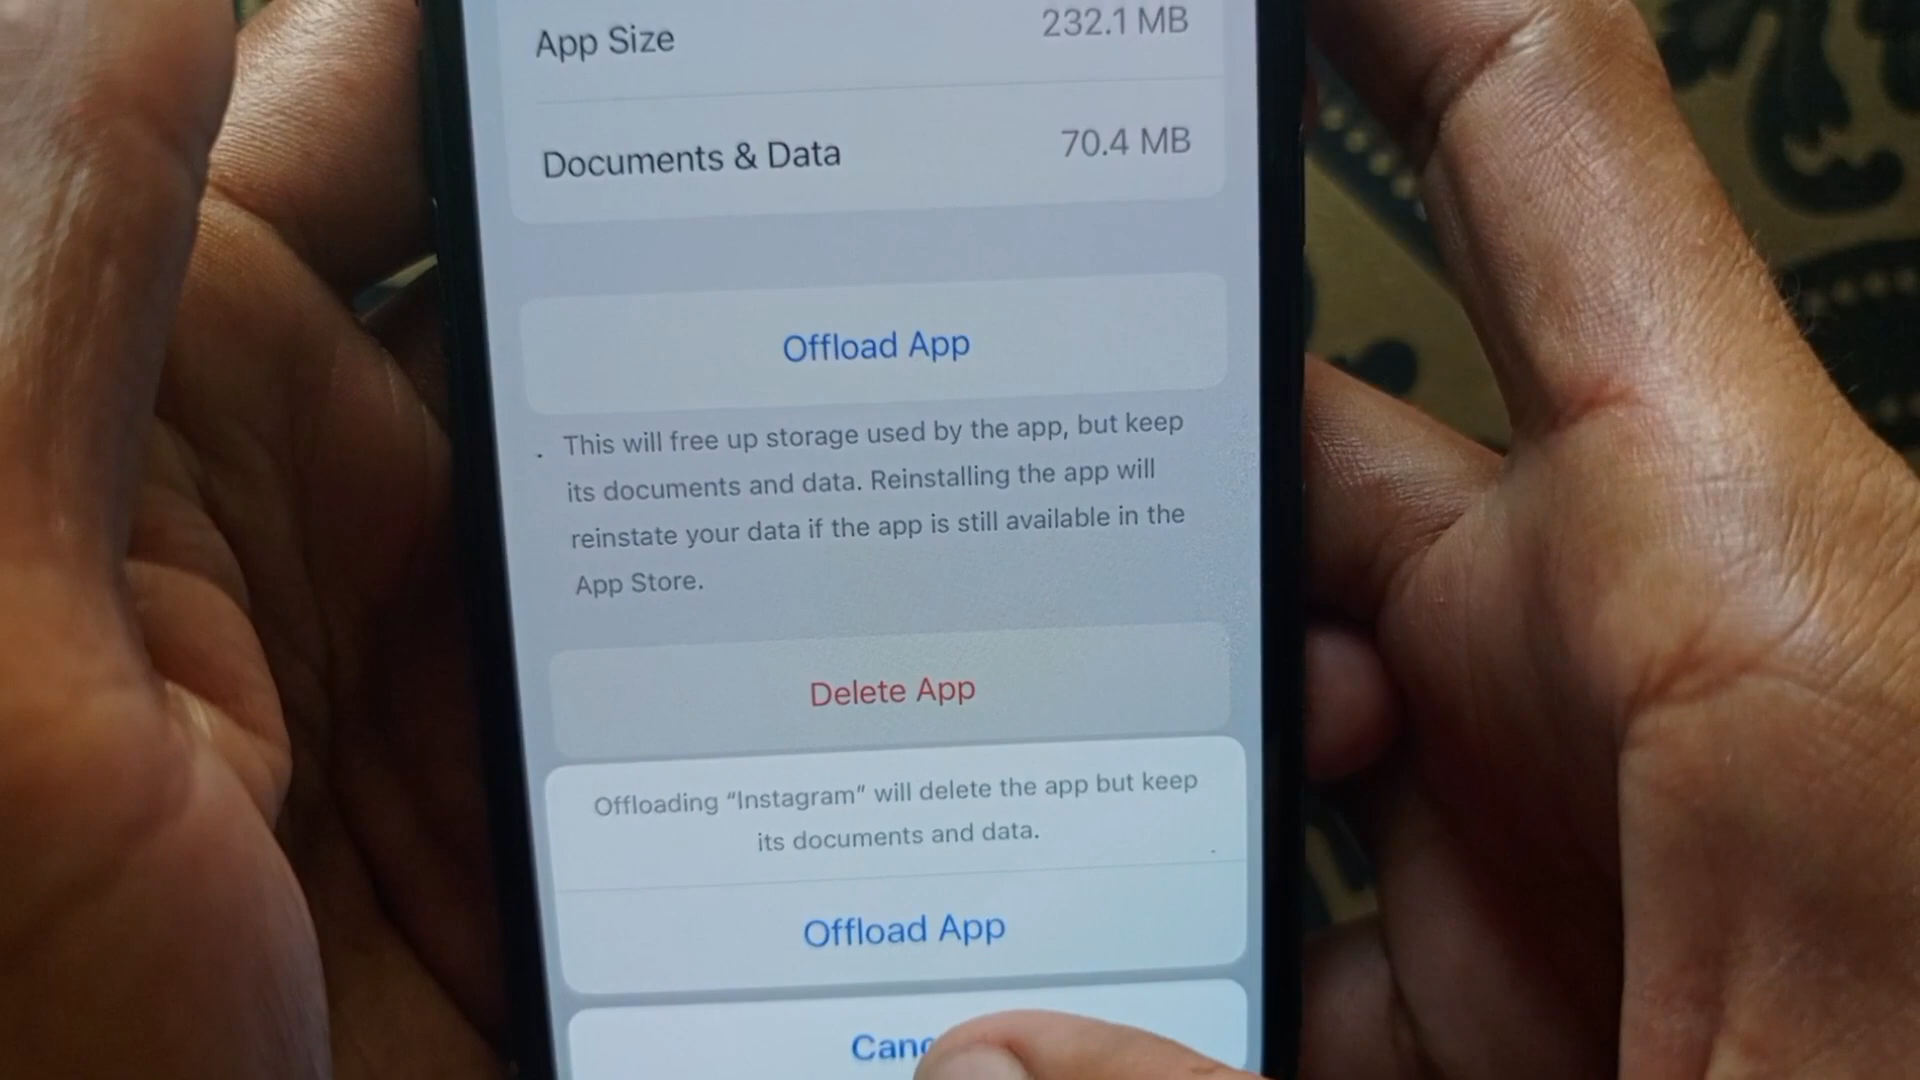 App Size 232.1 MB
Documents & Data 70.4 MB
Offload App
This will free up storage used by the app, but keep
its documents and data. Reinstalling the app will
reinstate your data if the app is still available in the
App Store.
Delete App
Offloading “Instagram” will delete the app but keep
its documents and data.
Offload App